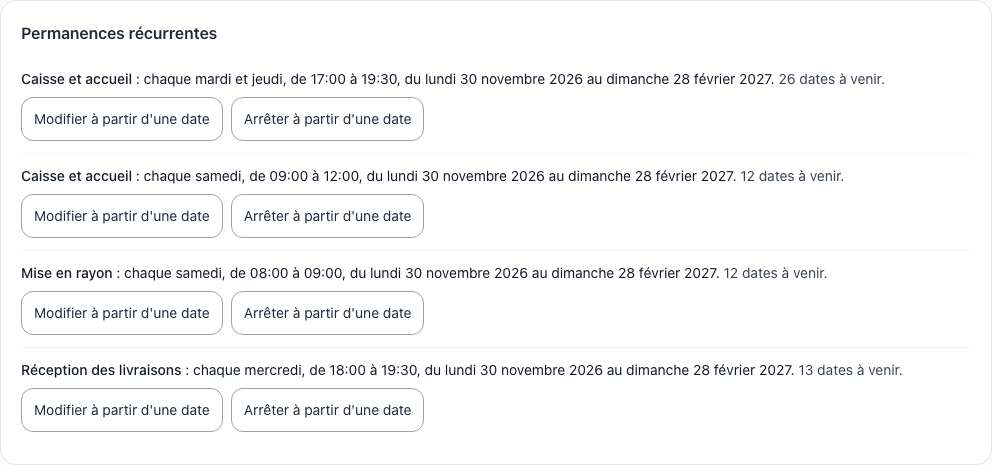 Permanences récurrentes
Caisse et accueil : chaque mardi et jeudi, de 17:00 à 19:30, du lundi 30 novembre 2026 au dimanche 28 février 2027. 26 dates à venir.
Modifier à partir d'une date
Arrêter à partir d'une date
Caisse et accueil : chaque samedi, de 09:00 à 12:00, du lundi 30 novembre 2026 au dimanche 28 février 2027. 12 dates à venir.
Modifier à partir d'une date
Arrêter à partir d'une date
Mise en rayon : chaque samedi, de 08:00 à 09:00, du lundi 30 novembre 2026 au dimanche 28 février 2027. 12 dates à venir.
Modifier à partir d'une date
Arrêter à partir d'une date
Réception des livraisons : chaque mercredi, de 18:00 à 19:30, du lundi 30 novembre 2026 au dimanche 28 février 2027. 13 dates à venir.
Modifier à partir d'une date
Arrêter à partir d'une date